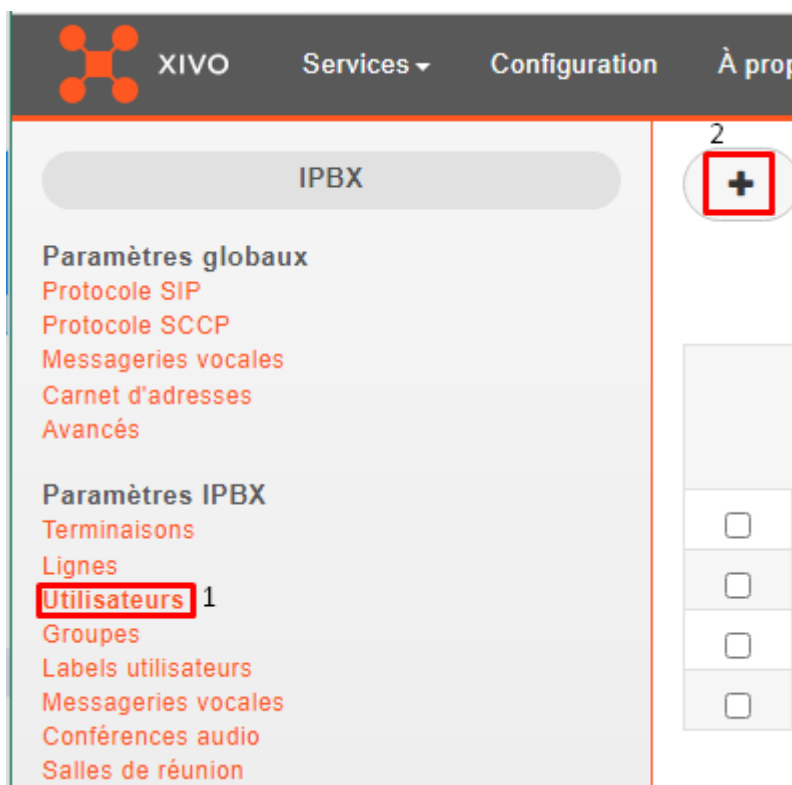 XIVO Services Configuration À prop
IPBX
2
Paramètres globaux
Protocole SIP
Protocole SCCP
Messageries vocales
Carnet d'adresses
Avancés
Paramètres IPBX
Terminaisons
Lignes
Utilisateurs 1
Groupes
Labels utilisateurs
Messageries vocales
Conférences audio
Salles de réunion